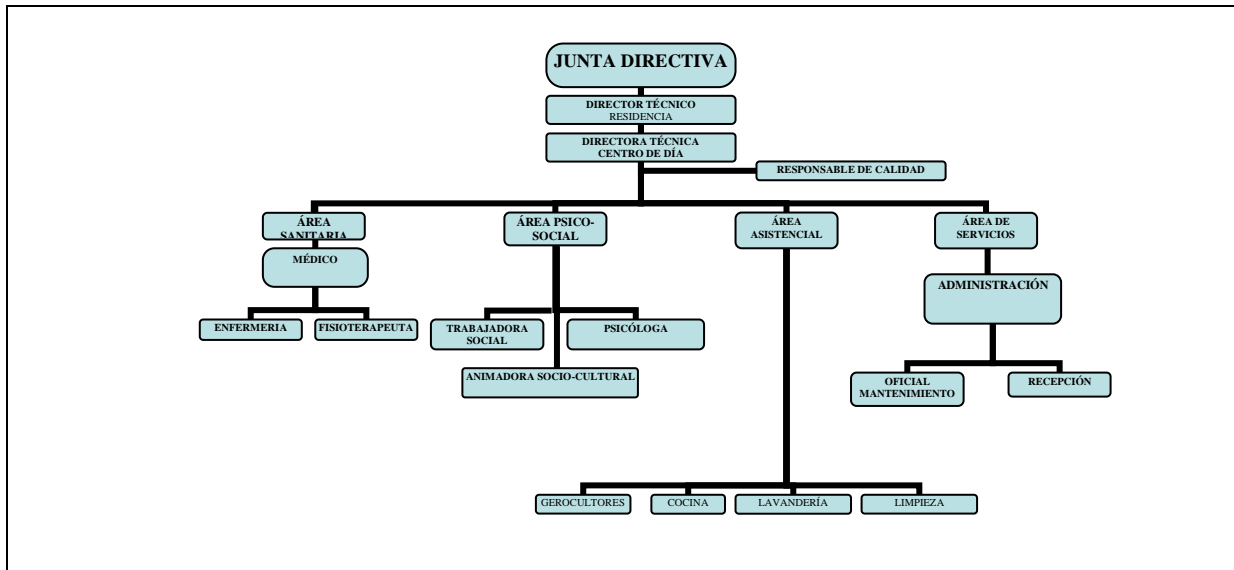 JUNTA DIRECTIVA
DIRECTOR TÉCNICO
RESIDENCIA
DIRECTORA TÉCNICA
CENTRO DE DÍA
RESPONSABLE DE CALIDAD
ÁREA
SANITARIA
ÁREA PSICO-
SOCIAL
ÁREA
ASISTENCIAL
ÁREA DE
SERVICIOS
MÉDICO
ADMINISTRACIÓN
ENFERMERIA
FISIOTERAPEUTA
TRABAJADORA
SOCIAL
PSICÓLOGA
ANIMADORA SOCIO-CULTURAL
OFICIAL
MANTENIMIENTO
RECEPCIÓN
GEROCULTORES
COCINA
LAVANDERÍA
LIMPIEZA